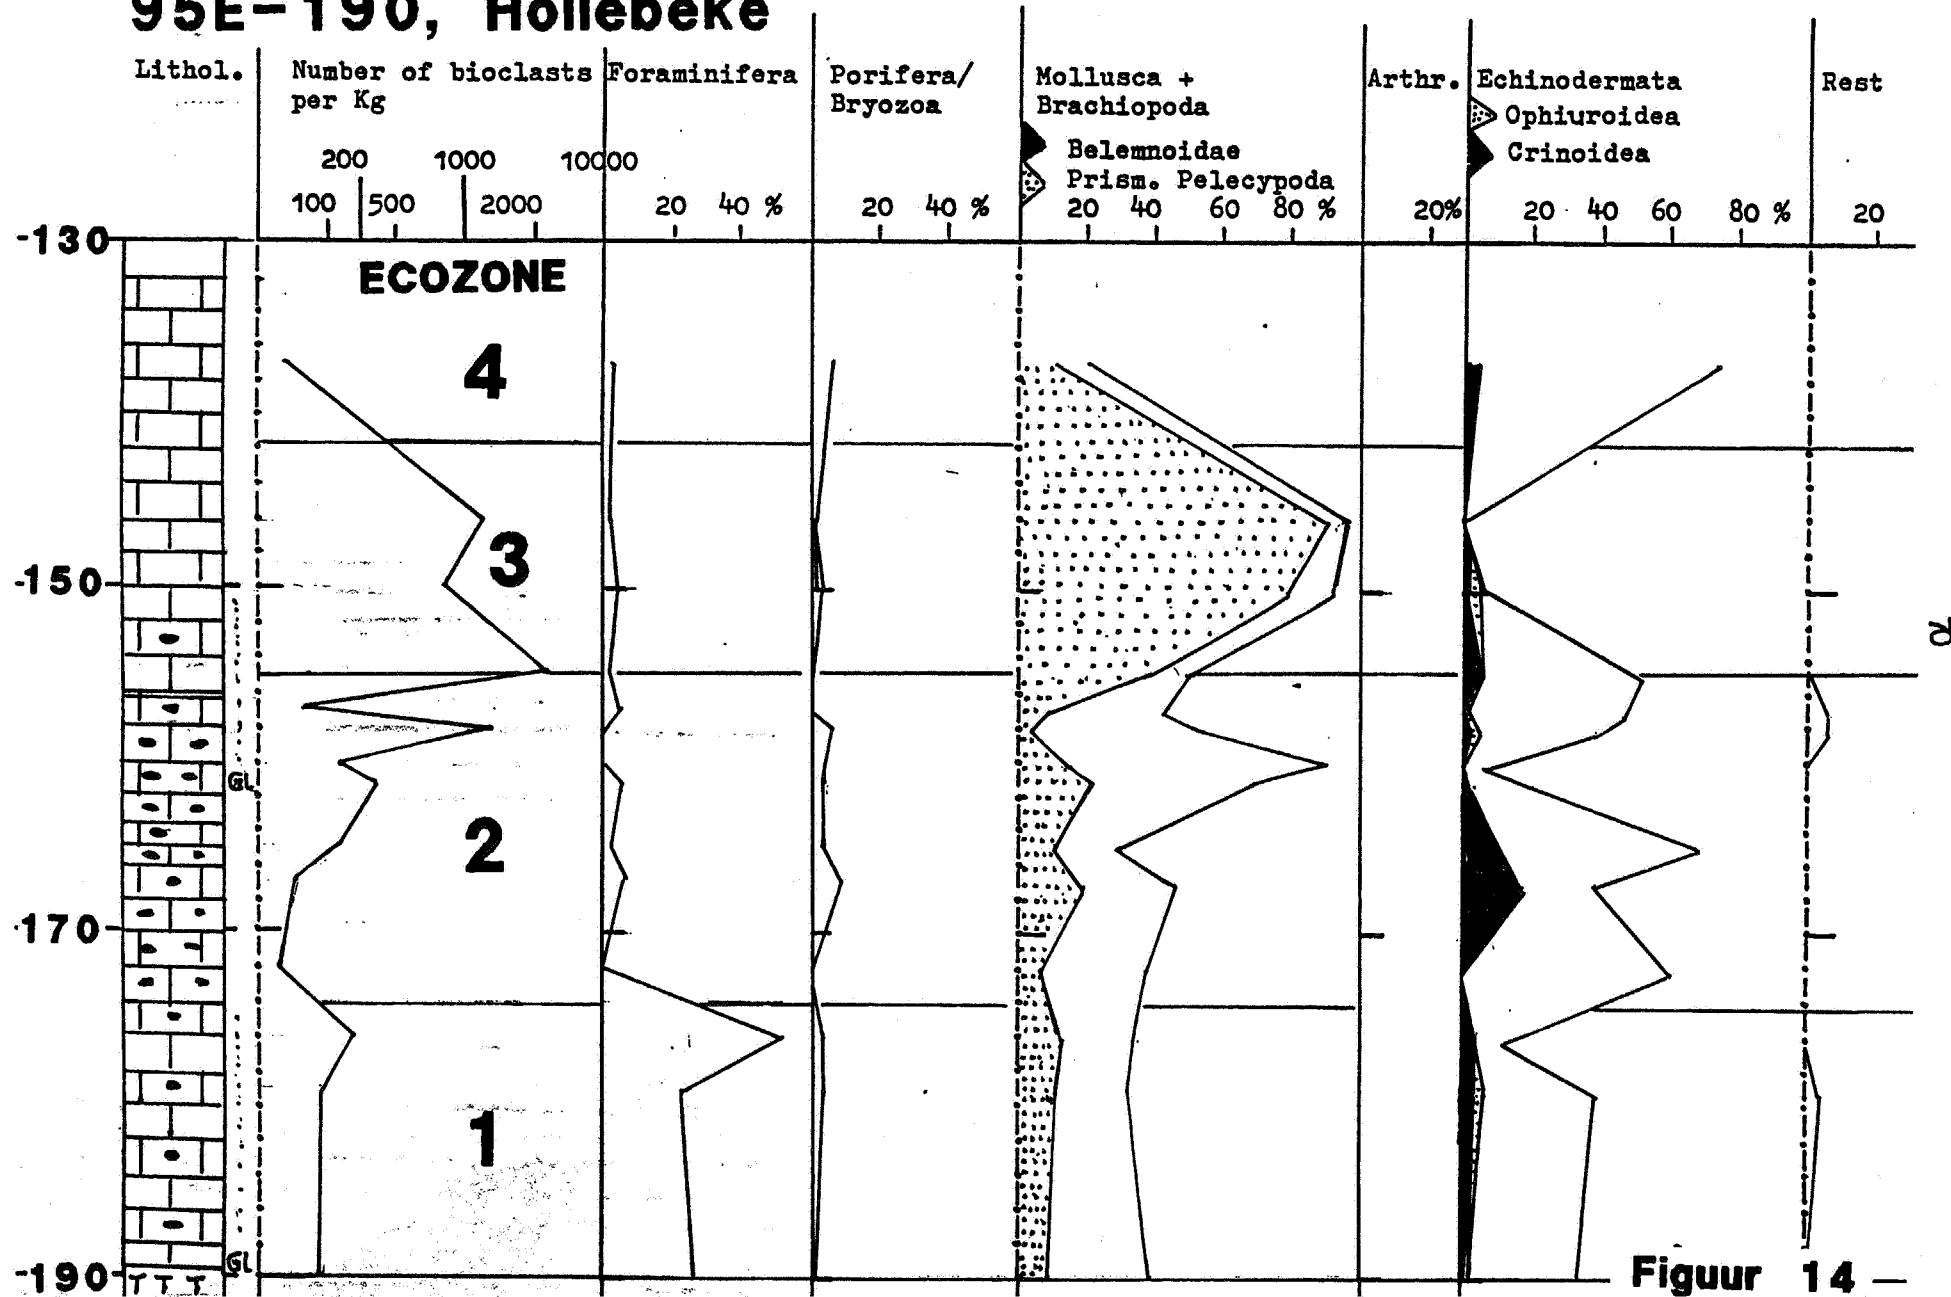 95E-190, Hollebeke
Lithol.
Number of bioclasts
per Kg
Foraminifera
Porifera/
Bryozoa
Mollusca +
Brachiopoda
Belemnoidae
Prism. Pelecypoda
Arthr.
Echinodermata
Ophiuroidea
Crinoidea
Rest
200 1000 10000
100 500 2000
20 40 %
20 40 %
20 40 60 80 %
20%
20 40 60 80 %
20
-130
ECOZONE
4
3
-150
70
GL
2
-170
1
GL
-190
T T T
Figuur 14